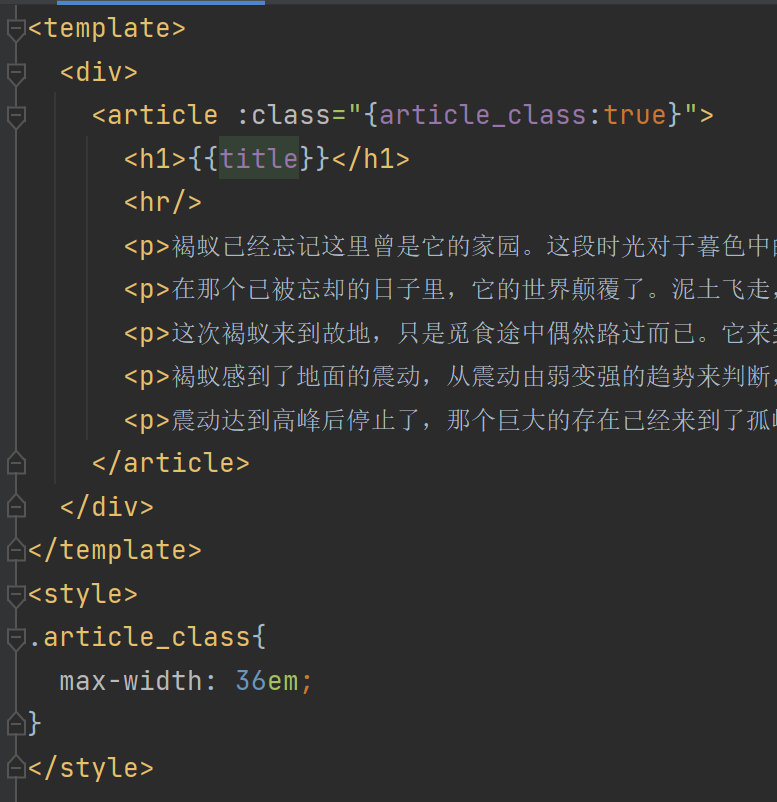 <template>
<div>
<article :class="{article_class:true}">
<h1>{{title}}</h1>
<hr/>
<p>褐蚁已经忘记这里曾是它的家园。这段时光对于暮色中
<p>在那个已被忘却的日子里，它的世界颠覆了。泥土飞走，
<p>这次褐蚁来到故地，只是觅食途中偶然路过而已。它来
<p>褐蚁感到了地面的震动，从震动由弱变强的趋势来判断，
<p>震动达到高峰后停止了，那个巨大的存在已经来到了孤
</article>
</div>
</template>
<style>
.article_class{
max-width: 36em;
}
</style>